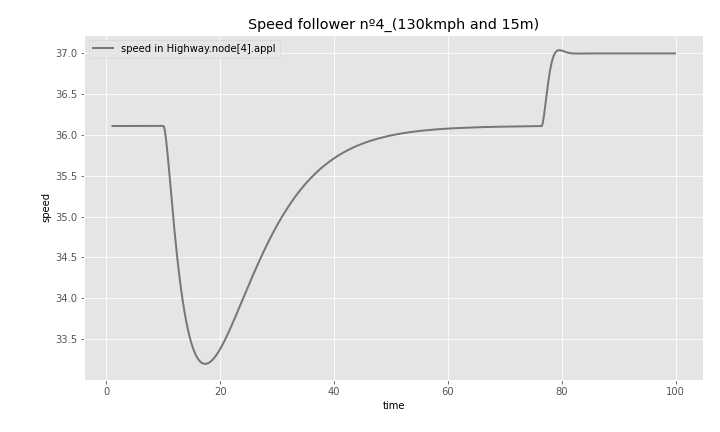 Speed follower nº4_(130kmph and 15m)
speed in Highway.node[4].appl
37.0
36.5
36.0
35.5
35.0
34.5
34.0
33.5
speed
0 20 40 60 80 100
time